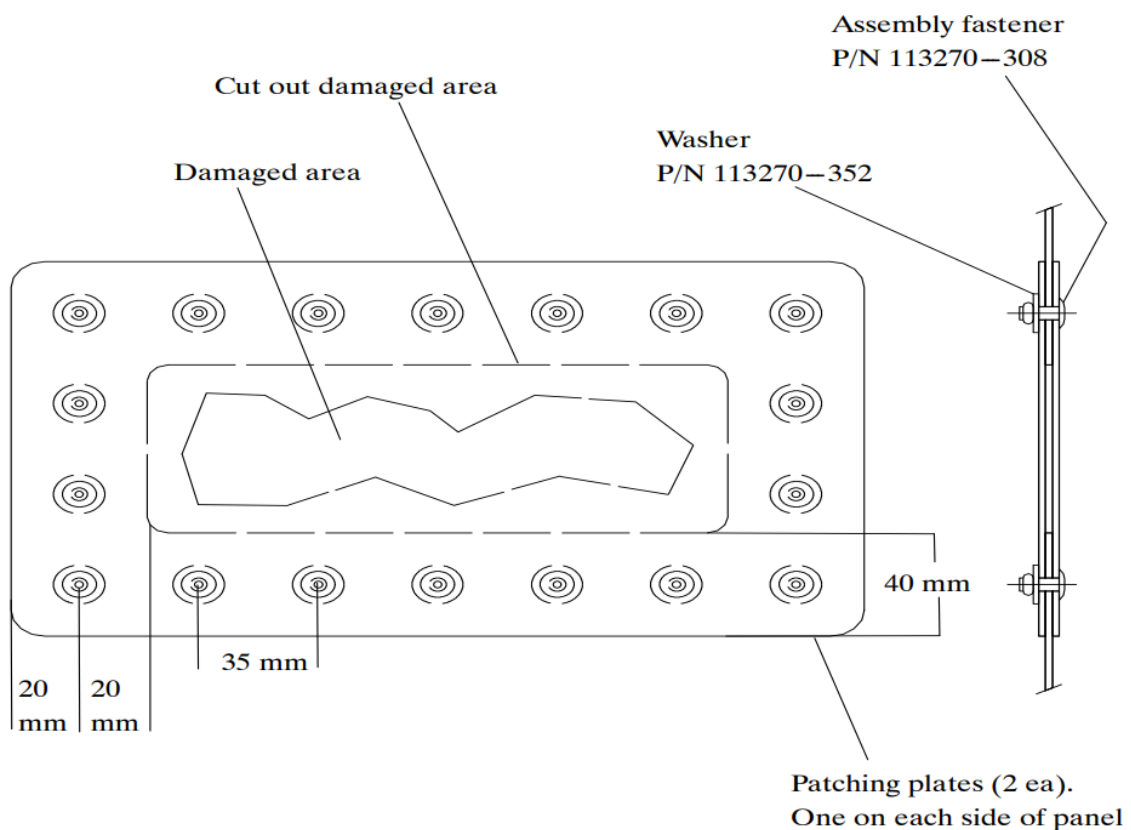 Assembly fastener
P/N 113270–308
Cut out damaged area
Washer
P/N 113270–352
Damaged area
40 mm
35 mm
20
mm
20
mm
Patching plates (2 ea).
One on each side of panel